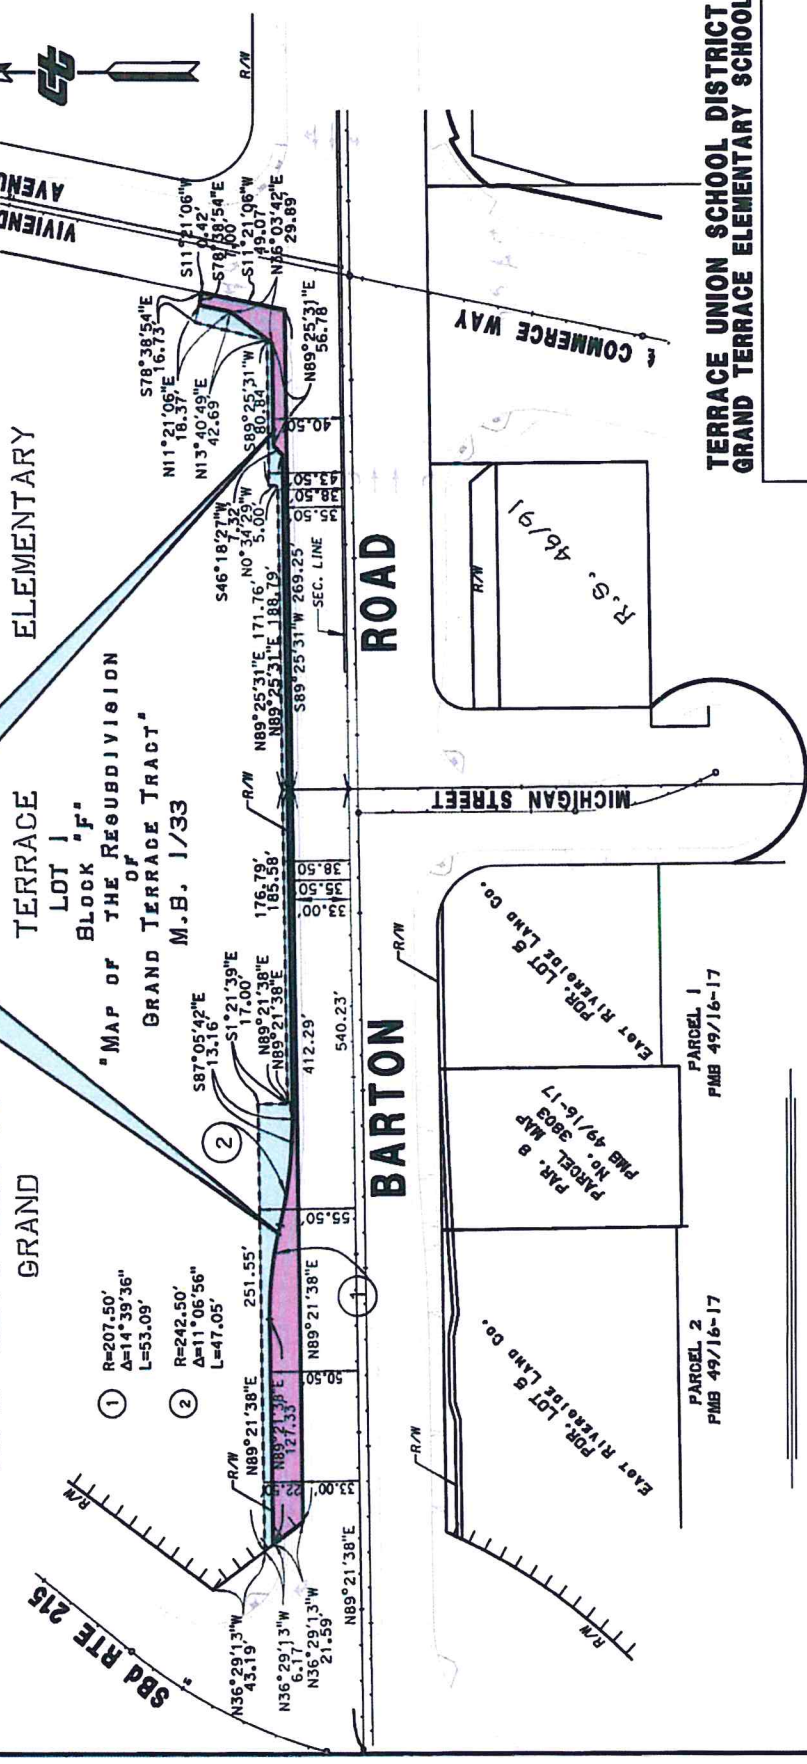 GRAND
TERRACE
ELEMENTARY
LOT 1
BLOCK "F"
"MAP OF THE RESUBDIVISION
OF
GRAND TERRACE TRACT"
M.B. 1/33
SBd RTE 215
R/W
① R=207.50'
Δ=14°39'36"
L=53.09'
② R=242.50'
Δ=11°06'56"
L=47.05'
N36°29'13"W
43.19'
N36°29'13"W
6.17'
N36°29'13"W
21.59'
N89°21'38"E
R/W
N89°21'38"E
251.55'
N89°21'38"E
127.33'
N89°21'38"E
33.00'
22.50'
50.50'
55.50'
①
②
S87°05'42"E
13.16'
S1°21'39"E
17.00'
N89°21'38"E
176.79'
N89°21'38"E
185.58'
412.29'
540.23'
33.00'
35.50'
38.50'
R/W
N89°25'31"E 171.76'
N89°25'31"E 188.79'
S89°25'31"W 269.25'
SEC. LINE
S46°18'27"W
7.32'
N0°34'29"W
5.00'
35.50'
38.50'
43.50'
40.50'
S89°25'31"W
80.84'
N89°25'31"E
56.78'
N13°40'49"E
42.69'
N11°21'06"E
18.37'
S78°38'54"E
16.73'
S11°21'06"W
0.42'
S78°38'54"E
S11°21'06"W
49.07'
N36°03'42"E
29.89'
VIVIEND
AVENU
ct
R/W
BARTON
ROAD
MICHIGAN STREET
COMMERCE WAY
R/W
R/W
R/W
R/W
POR. LOT 5
EAST RIVERSIDE LAND CO.
PARCEL 2
PMB 49/16-17
PAR. B
PARCEL MAP
NO. 3803
PMB 49/16-17
POR. LOT 5
EAST RIVERSIDE LAND CO.
PARCEL 1
PMB 49/16-17
R.S. 46/91
TERRACE UNION SCHOOL DISTRICT
GRAND TERRACE ELEMENTARY SCHOOL